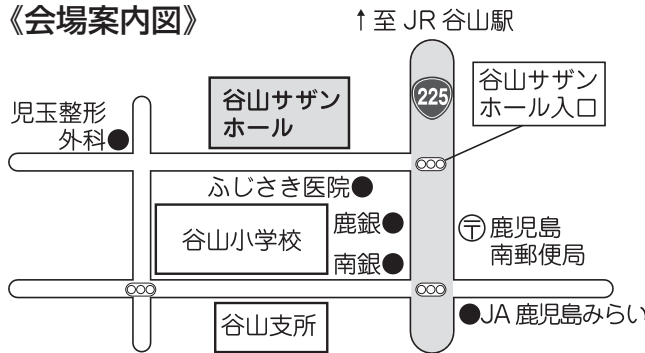 《会場案内図》
↑至 JR 谷山駅
谷山サザン
ホール
225
谷山サザン
ホール入口
児玉整形
外科●
ふじさき医院●
谷山小学校
鹿銀●
南銀●
〒鹿児島
南郵便局
谷山支所
●JA 鹿児島みらい